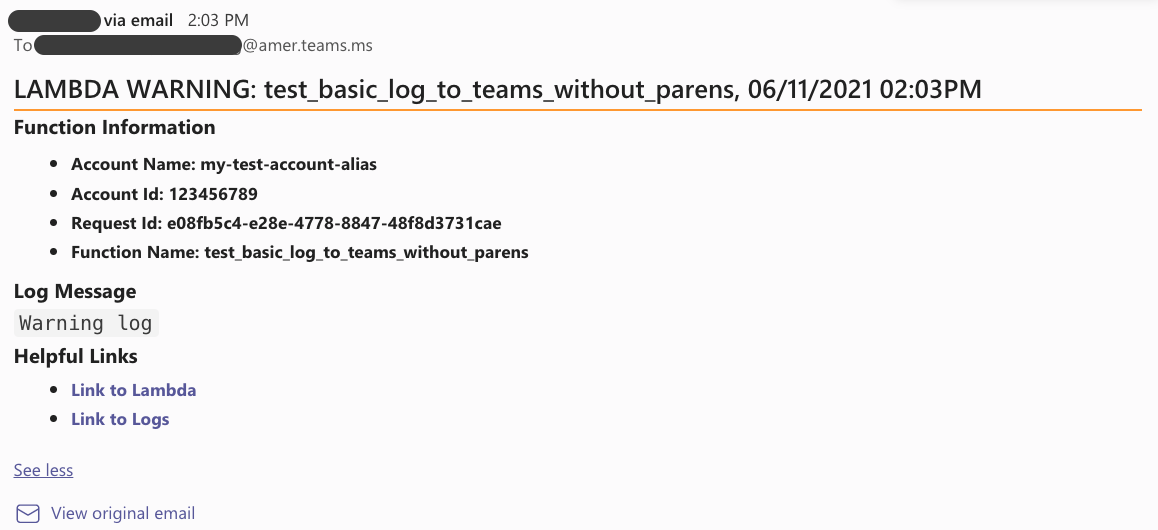 via email 2:03 PM
To @amer.teams.ms
LAMBDA WARNING: test_basic_log_to_teams_without_parens, 06/11/2021 02:03PM
Function Information
Account Name: my-test-account-alias
Account Id: 123456789
Request Id: e08fb5c4-e28e-4778-8847-48f8d3731cae
Function Name: test_basic_log_to_teams_without_parens
Log Message
Warning log
Helpful Links
Link to Lambda
Link to Logs
See less
View original email